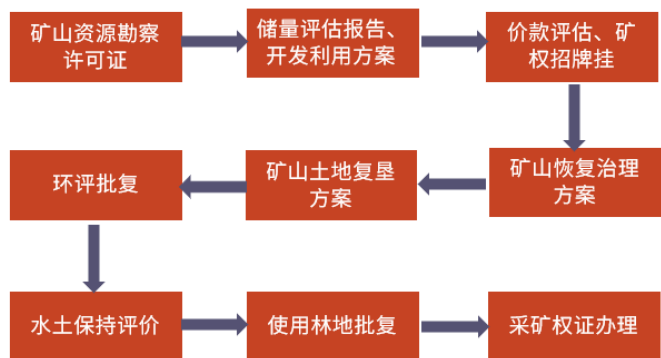 矿山资源勘察
许可证
储量评估报告、
开发利用方案
价款评估、矿
权招牌挂
矿山恢复治理
方案
矿山土地复垦
方案
环评批复
水土保持评价
使用林地批复
采矿权证办理